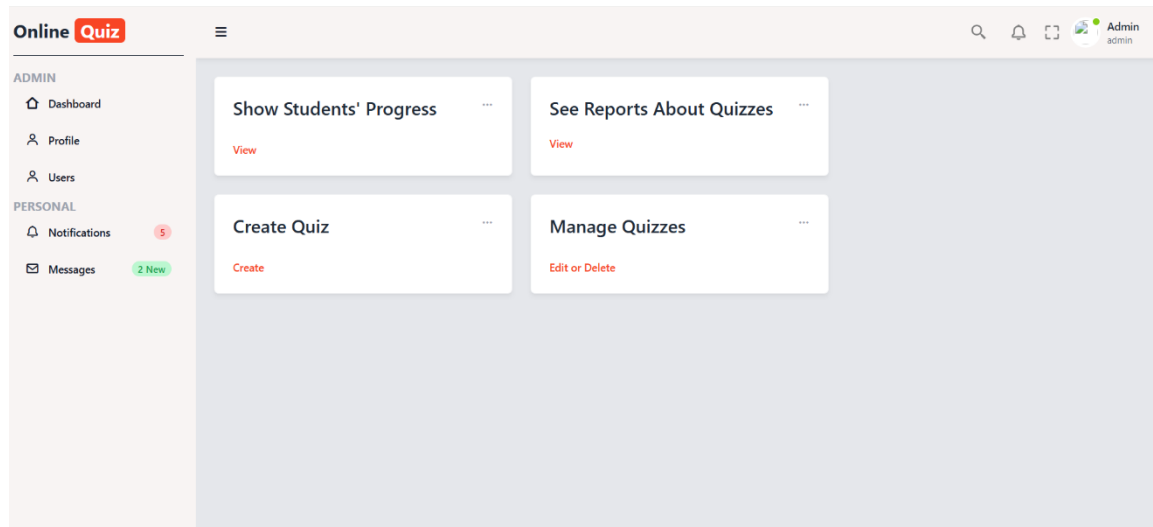 Online Quiz
ADMIN
Dashboard
Profile
Users
PERSONAL
Notifications 5
Messages 2 New
Admin
admin
Show Students' Progress
View
See Reports About Quizzes
View
Create Quiz
Create
Manage Quizzes
Edit or Delete